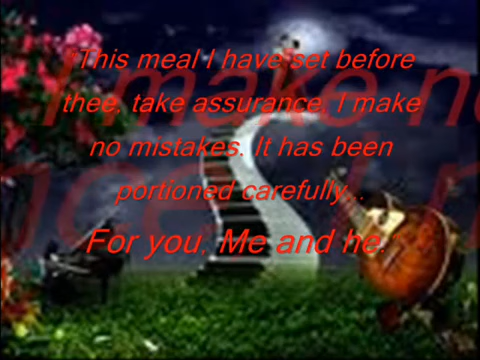 "This meal I have set before
thee, take assurance. I make
no mistakes. It has been
portioned carefully...
For you, Me and he.